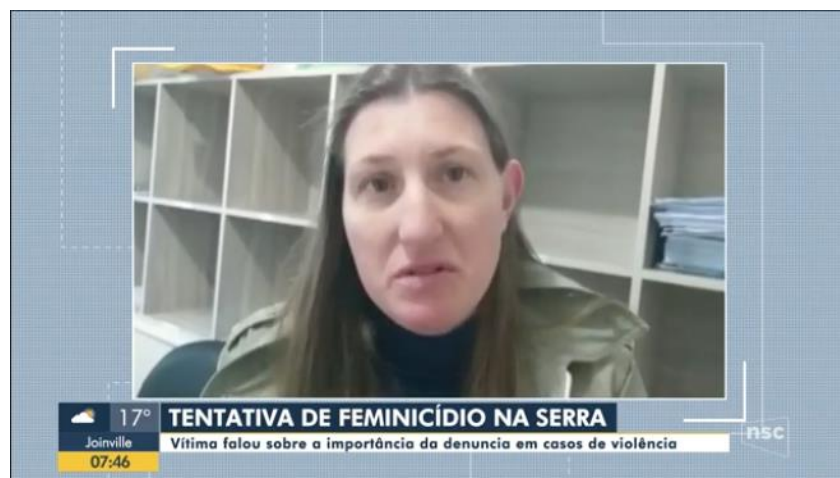 17° TENTATIVA DE FEMINICÍDIO NA SERRA
Joinville Vítima falou sobre a importância da denuncia em casos de violência
07:46
nsc